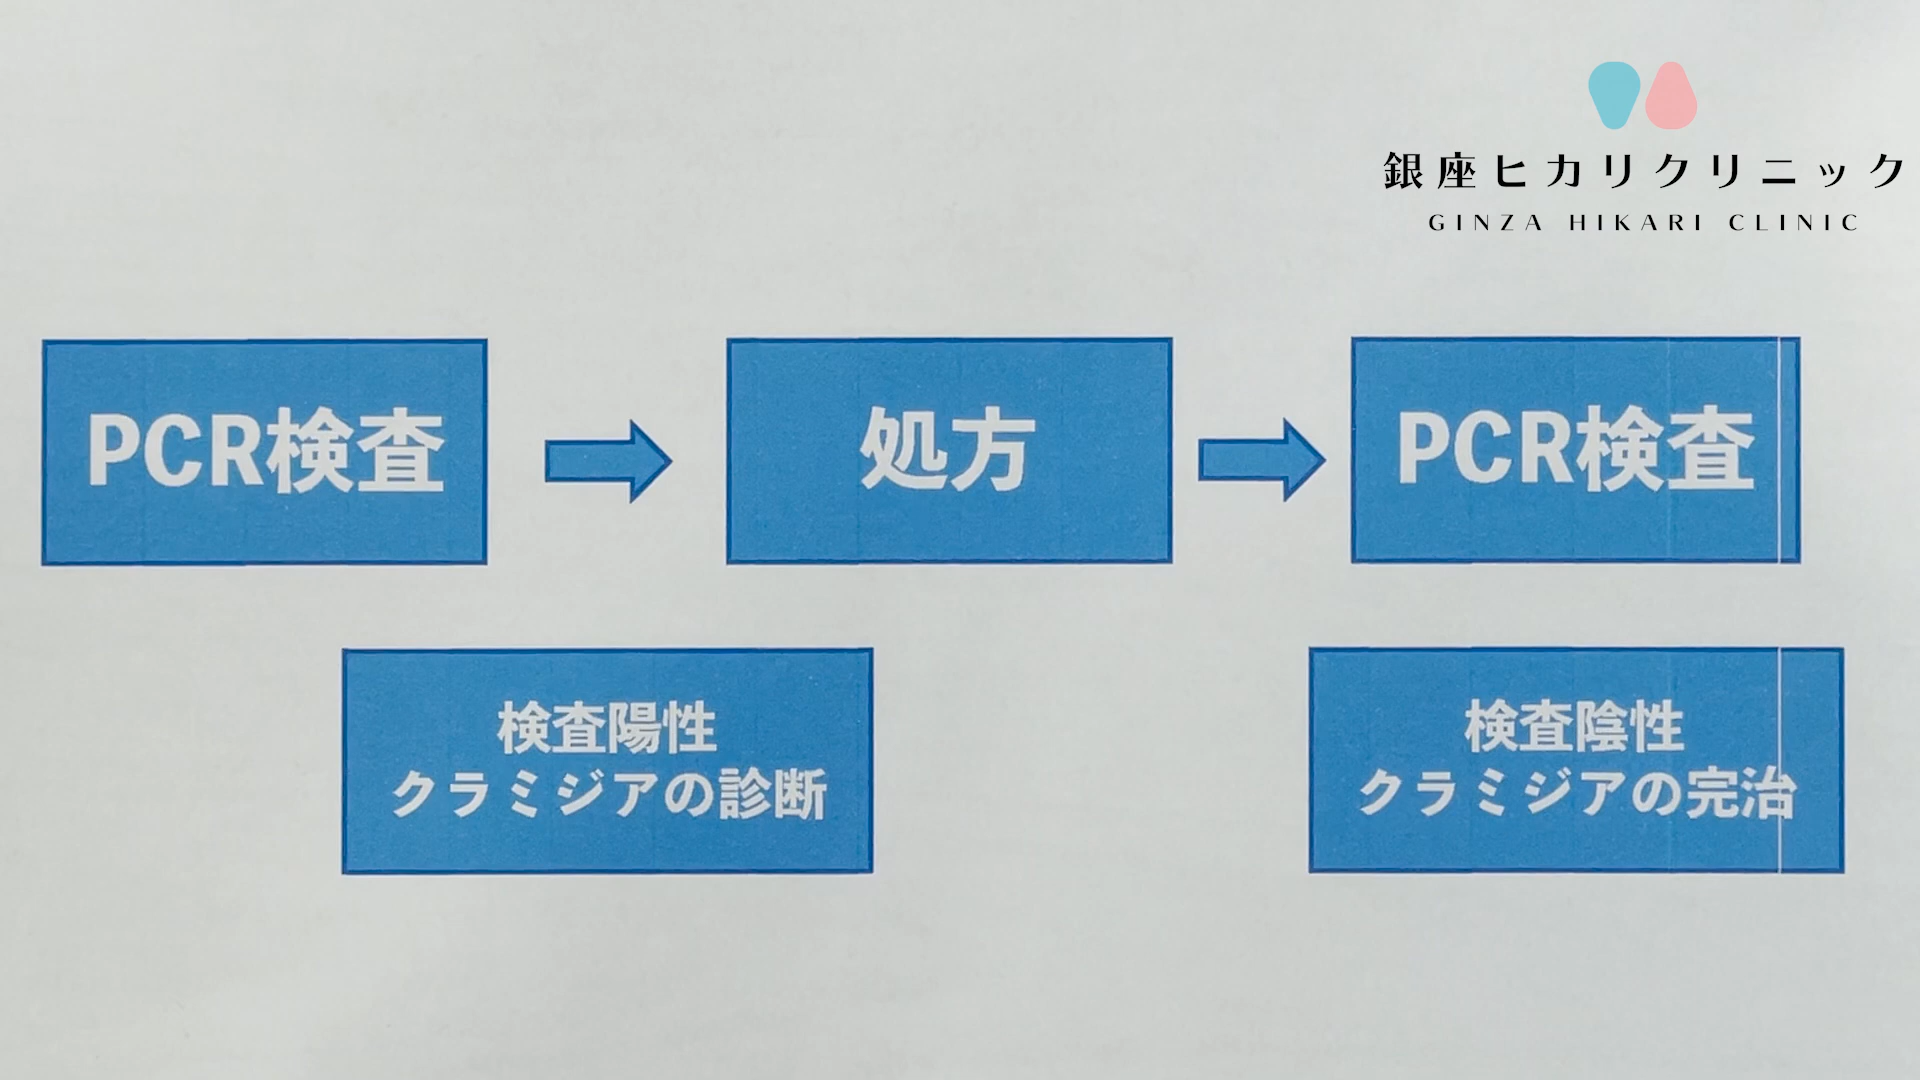 銀座ヒカリクリニック
GINZA HIKARI CLINIC
PCR検査
処方
PCR検査
検査陽性
クラミジアの診断
検査陰性
クラミジアの完治